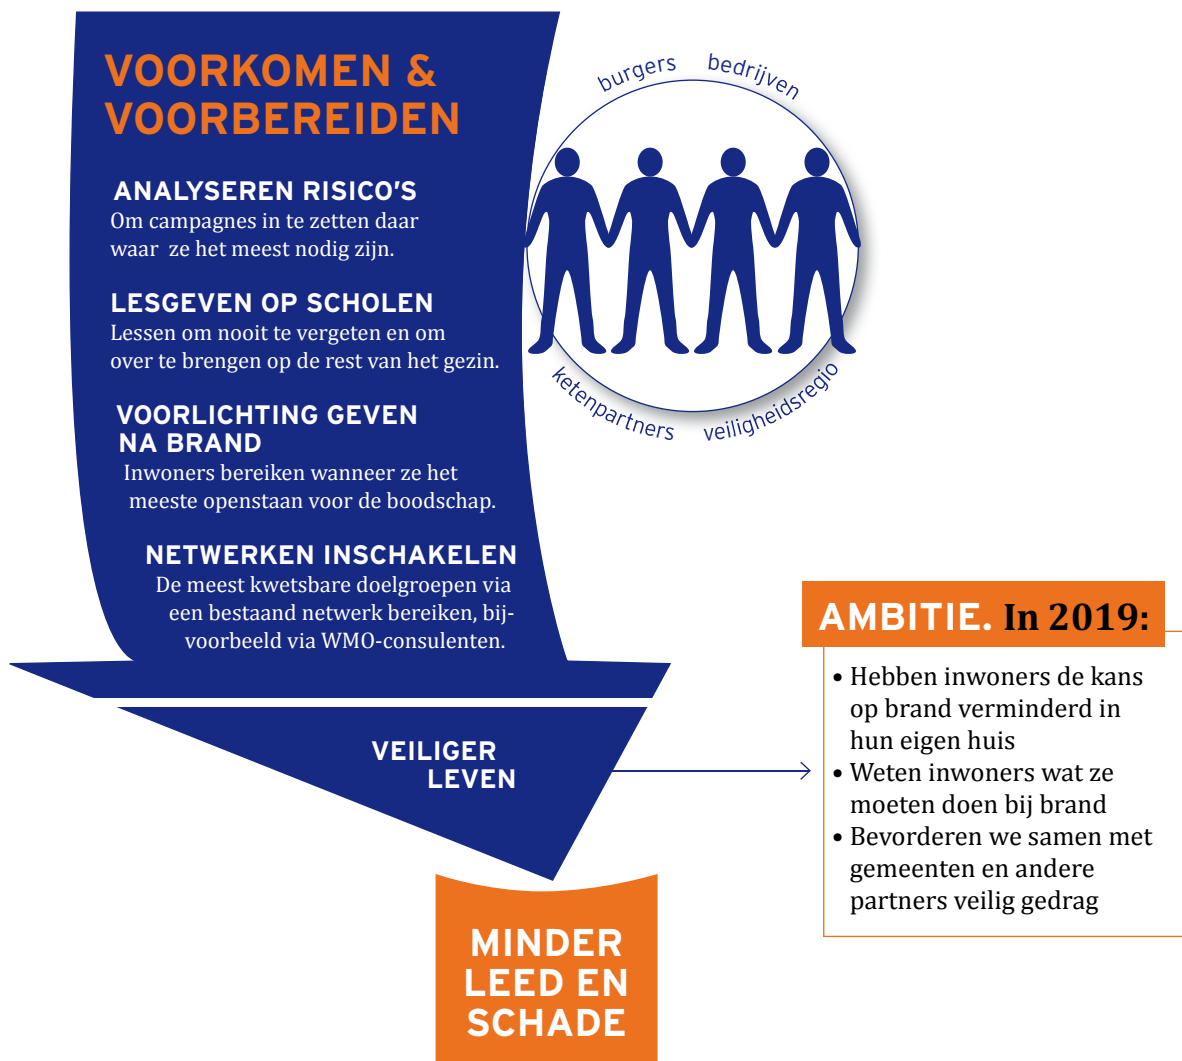 VOORKOMEN &
VOORBEREIDEN
ANALYSEREN RISICO'S
Om campagnes in te zetten daar
waar ze het meest nodig zijn.
LESGEVEN OP SCHOLEN
Lessen om nooit te vergeten en om
over te brengen op de rest van het gezin.
VOORLICHTING GEVEN
NA BRAND
Inwoners bereiken wanneer ze het
meeste openstaan voor de boodschap.
NETWERKEN INSCHAKELEN
De meest kwetsbare doelgroepen via
een bestaand netwerk bereiken, bij-
voorbeeld via WMO-consulenten.
burgers bedrijven
ketenpartners veiligheidsregio
VEILIGER
LEVEN
AMBITIE. In 2019:
• Hebben inwoners de kans
op brand verminderd in
hun eigen huis
• Weten inwoners wat ze
moeten doen bij brand
• Bevorderen we samen met
gemeenten en andere
partners veilig gedrag
MINDER
LEED EN
SCHADE